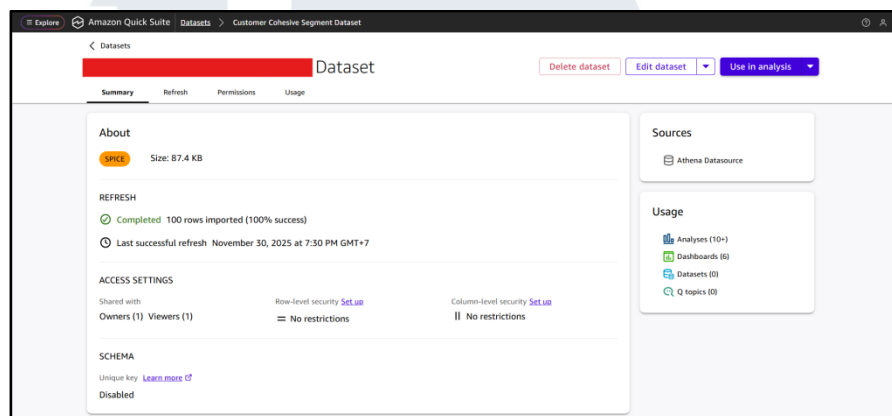 Explore Amazon Quick Suite Datasets > Customer Cohesive Segment Dataset
< Datasets
Dataset
Delete dataset Edit dataset Use in analysis
Summary Refresh Permissions Usage
About
SPICE Size: 87.4 KB
REFRESH
Completed 100 rows imported (100% success)
Last successful refresh November 30, 2025 at 7:30 PM GMT+7
ACCESS SETTINGS
Shared with Row-level security Set up Column-level security Set up
Owners (1) Viewers (1) No restrictions No restrictions
SCHEMA
Unique key Learn more
Disabled
Sources
Athena Datasource
Usage
Analyses (10+)
Dashboards (6)
Datasets (0)
Q topics (0)